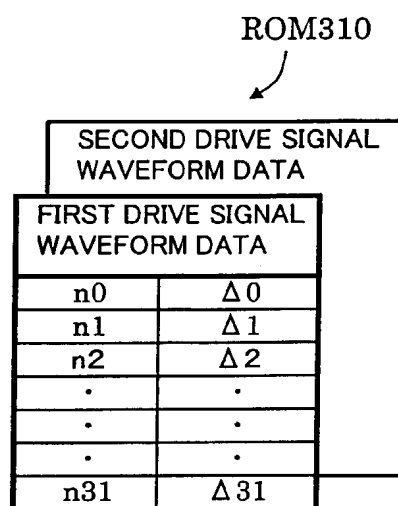 ROM310
SECOND DRIVE SIGNAL
WAVEFORM DATA
FIRST DRIVE SIGNAL
WAVEFORM DATA
n0 Δ0
n1 Δ1
n2 Δ2
· ·
· ·
· ·
n31 Δ31